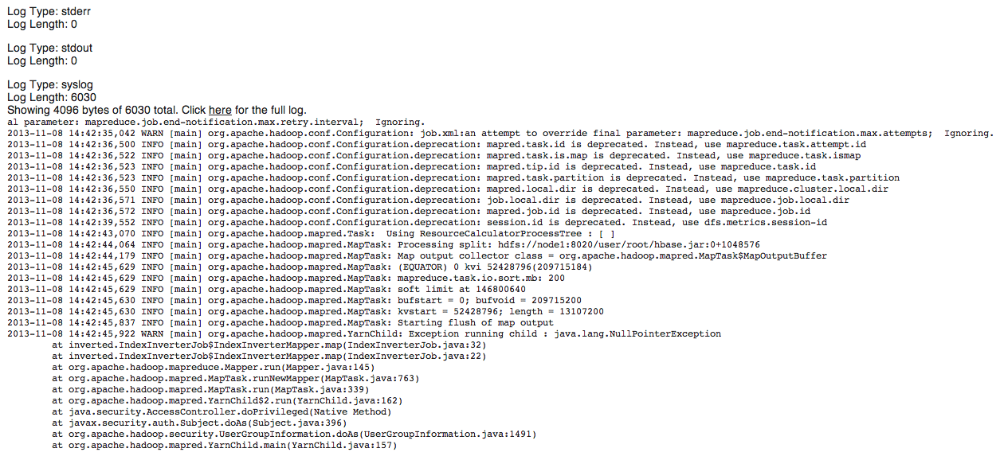 Log Type: stderr
Log Length: 0
Log Type: stdout
Log Length: 0
Log Type: syslog
Log Length: 6030
Showing 4096 bytes of 6030 total. Click here for the full log.
al parameter: mapreduce.job.end-notification.max.retry.interval;  Ignoring.
2013-11-08 14:42:35,042 WARN [main] org.apache.hadoop.conf.Configuration: job.xml:an attempt to override final parameter: mapreduce.job.end-notification.max.attempts;  Ignoring.
2013-11-08 14:42:36,500 INFO [main] org.apache.hadoop.conf.Configuration.deprecation: mapred.task.id is deprecated. Instead, use mapreduce.task.attempt.id
2013-11-08 14:42:36,522 INFO [main] org.apache.hadoop.conf.Configuration.deprecation: mapred.task.is.map is deprecated. Instead, use mapreduce.task.ismap
2013-11-08 14:42:36,523 INFO [main] org.apache.hadoop.conf.Configuration.deprecation: mapred.tip.id is deprecated. Instead, use mapreduce.task.id
2013-11-08 14:42:36,523 INFO [main] org.apache.hadoop.conf.Configuration.deprecation: mapred.task.partition is deprecated. Instead, use mapreduce.task.partition
2013-11-08 14:42:36,550 INFO [main] org.apache.hadoop.conf.Configuration.deprecation: mapred.local.dir is deprecated. Instead, use mapreduce.cluster.local.dir
2013-11-08 14:42:36,571 INFO [main] org.apache.hadoop.conf.Configuration.deprecation: job.local.dir is deprecated. Instead, use mapreduce.job.local.dir
2013-11-08 14:42:36,572 INFO [main] org.apache.hadoop.conf.Configuration.deprecation: mapred.job.id is deprecated. Instead, use mapreduce.job.id
2013-11-08 14:42:39,552 INFO [main] org.apache.hadoop.conf.Configuration.deprecation: session.id is deprecated. Instead, use dfs.metrics.session-id
2013-11-08 14:42:43,070 INFO [main] org.apache.hadoop.mapred.Task:  Using ResourceCalculatorProcessTree : [ ]
2013-11-08 14:42:44,064 INFO [main] org.apache.hadoop.mapred.MapTask: Processing split: hdfs://node1:8020/user/root/hbase.jar:0+1048576
2013-11-08 14:42:44,179 INFO [main] org.apache.hadoop.mapred.MapTask: Map output collector class = org.apache.hadoop.mapred.MapTask$MapOutputBuffer
2013-11-08 14:42:45,629 INFO [main] org.apache.hadoop.mapred.MapTask: (EQUATOR) 0 kvi 52428796(209715184)
2013-11-08 14:42:45,629 INFO [main] org.apache.hadoop.mapred.MapTask: mapreduce.task.io.sort.mb: 200
2013-11-08 14:42:45,629 INFO [main] org.apache.hadoop.mapred.MapTask: soft limit at 146800640
2013-11-08 14:42:45,630 INFO [main] org.apache.hadoop.mapred.MapTask: bufstart = 0; bufvoid = 209715200
2013-11-08 14:42:45,630 INFO [main] org.apache.hadoop.mapred.MapTask: kvstart = 52428796; length = 13107200
2013-11-08 14:42:45,837 INFO [main] org.apache.hadoop.mapred.MapTask: Starting flush of map output
2013-11-08 14:42:45,922 WARN [main] org.apache.hadoop.mapred.YarnChild: Exception running child : java.lang.NullPointerException
at inverted.IndexInverterJob$IndexInverterMapper.map(IndexInverterJob.java:32)
at inverted.IndexInverterJob$IndexInverterMapper.map(IndexInverterJob.java:22)
at org.apache.hadoop.mapreduce.Mapper.run(Mapper.java:145)
at org.apache.hadoop.mapred.MapTask.runNewMapper(MapTask.java:763)
at org.apache.hadoop.mapred.MapTask.run(MapTask.java:339)
at org.apache.hadoop.mapred.YarnChild$2.run(YarnChild.java:162)
at java.security.AccessController.doPrivileged(Native Method)
at javax.security.auth.Subject.doAs(Subject.java:396)
at org.apache.hadoop.security.UserGroupInformation.doAs(UserGroupInformation.java:1491)
at org.apache.hadoop.mapred.YarnChild.main(YarnChild.java:157)